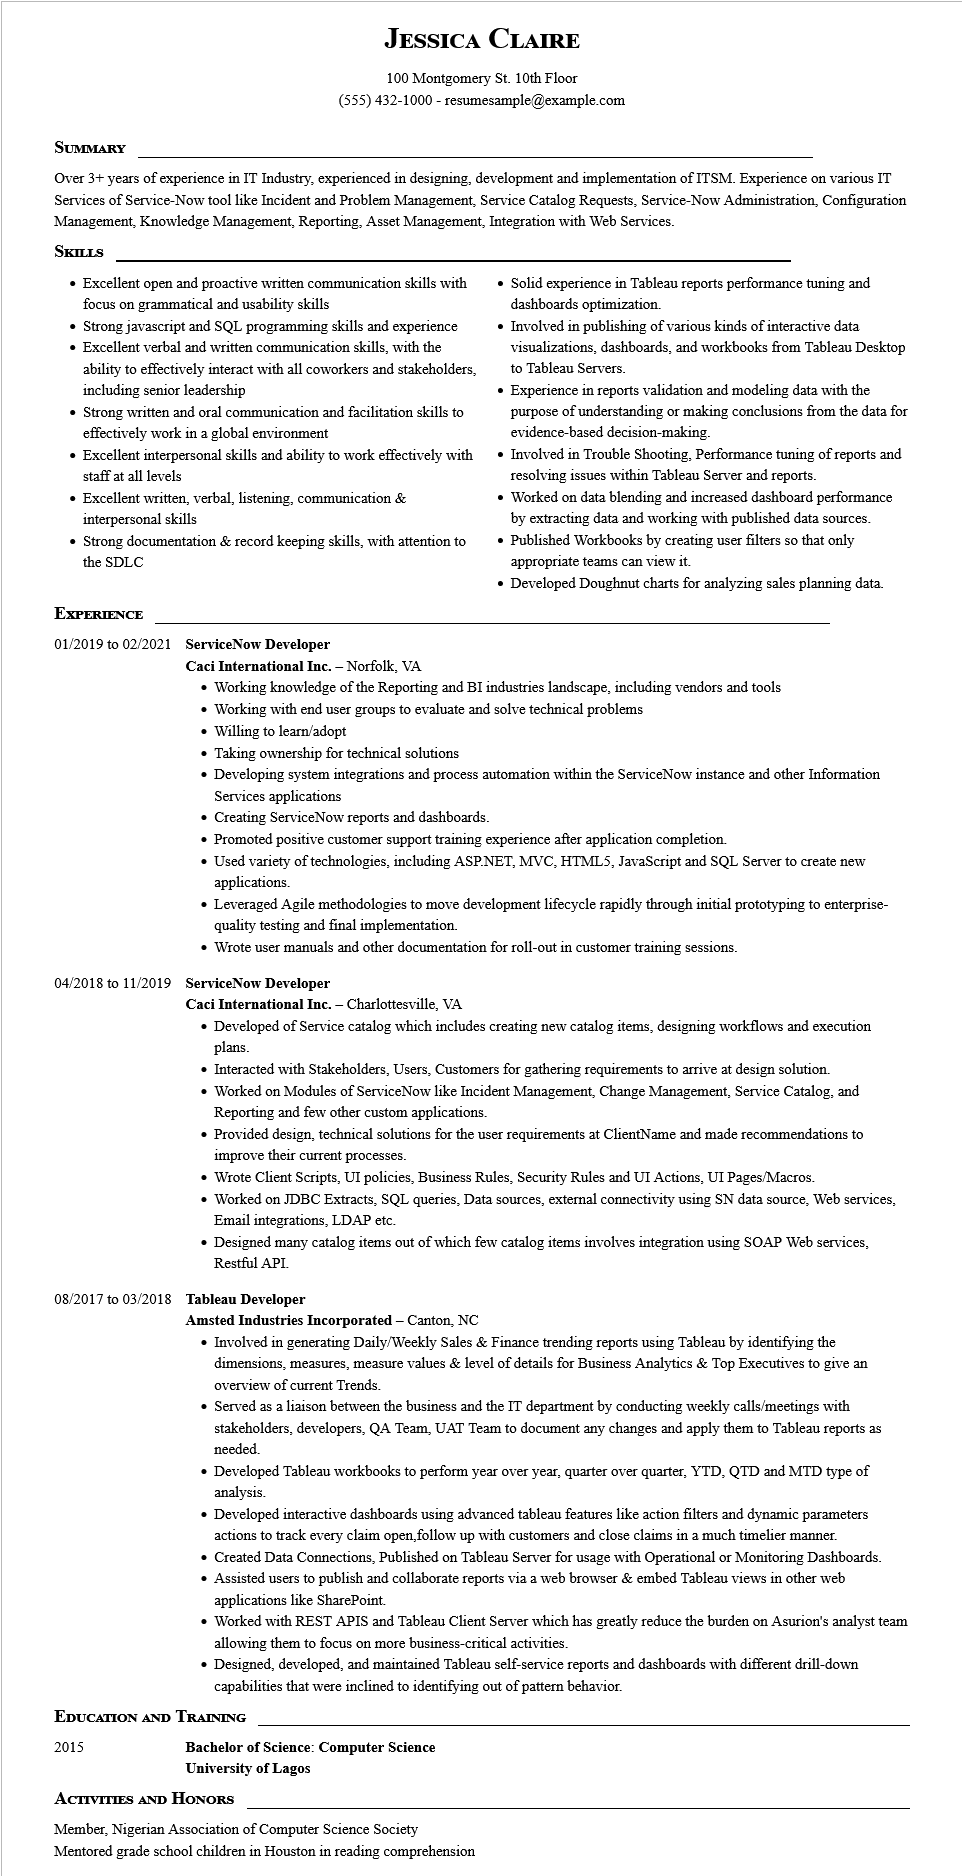 Jessica Claire
100 Montgomery St. 10th Floor
(555) 432-1000 - resumesample@example.com
Summary
Over 3+ years of experience in IT Industry, experienced in designing, development and implementation of ITSM. Experience on various IT
Services of Service-Now tool like Incident and Problem Management, Service Catalog Requests, Service-Now Administration, Configuration
Management, Knowledge Management, Reporting, Asset Management, Integration with Web Services.
Skills
• Excellent open and proactive written communication skills with
focus on grammatical and usability skills
• Strong javascript and SQL programming skills and experience
• Excellent verbal and written communication skills, with the
ability to effectively interact with all coworkers and stakeholders,
including senior leadership
• Strong written and oral communication and facilitation skills to
effectively work in a global environment
• Excellent interpersonal skills and ability to work effectively with
staff at all levels
• Excellent written, verbal, listening, communication &
interpersonal skills
• Strong documentation & record keeping skills, with attention to
the SDLC
• Solid experience in Tableau reports performance tuning and
dashboards optimization.
• Involved in publishing of various kinds of interactive data
visualizations, dashboards, and workbooks from Tableau Desktop
to Tableau Servers.
• Experience in reports validation and modeling data with the
purpose of understanding or making conclusions from the data for
evidence-based decision-making.
• Involved in Trouble Shooting, Performance tuning of reports and
resolving issues within Tableau Server and reports.
• Worked on data blending and increased dashboard performance
by extracting data and working with published data sources.
• Published Workbooks by creating user filters so that only
appropriate teams can view it.
• Developed Doughnut charts for analyzing sales planning data.
Experience
01/2019 to 02/2021 ServiceNow Developer
Caci International Inc. – Norfolk, VA
• Working knowledge of the Reporting and BI industries landscape, including vendors and tools
• Working with end user groups to evaluate and solve technical problems
• Willing to learn/adopt
• Taking ownership for technical solutions
• Developing system integrations and process automation within the ServiceNow instance and other Information
Services applications
• Creating ServiceNow reports and dashboards.
• Promoted positive customer support training experience after application completion.
• Used variety of technologies, including ASP.NET, MVC, HTML5, JavaScript and SQL Server to create new
applications.
• Leveraged Agile methodologies to move development lifecycle rapidly through initial prototyping to enterprise-
quality testing and final implementation.
• Wrote user manuals and other documentation for roll-out in customer training sessions.
04/2018 to 11/2019 ServiceNow Developer
Caci International Inc. – Charlottesville, VA
• Developed of Service catalog which includes creating new catalog items, designing workflows and execution
plans.
• Interacted with Stakeholders, Users, Customers for gathering requirements to arrive at design solution.
• Worked on Modules of ServiceNow like Incident Management, Change Management, Service Catalog, and
Reporting and few other custom applications.
• Provided design, technical solutions for the user requirements at ClientName and made recommendations to
improve their current processes.
• Wrote Client Scripts, UI policies, Business Rules, Security Rules and UI Actions, UI Pages/Macros.
• Worked on JDBC Extracts, SQL queries, Data sources, external connectivity using SN data source, Web services,
Email integrations, LDAP etc.
• Designed many catalog items out of which few catalog items involves integration using SOAP Web services,
Restful API.
08/2017 to 03/2018 Tableau Developer
Amsted Industries Incorporated – Canton, NC
• Involved in generating Daily/Weekly Sales & Finance trending reports using Tableau by identifying the
dimensions, measures, measure values & level of details for Business Analytics & Top Executives to give an
overview of current Trends.
• Served as a liaison between the business and the IT department by conducting weekly calls/meetings with
stakeholders, developers, QA Team, UAT Team to document any changes and apply them to Tableau reports as
needed.
• Developed Tableau workbooks to perform year over year, quarter over quarter, YTD, QTD and MTD type of
analysis.
• Developed interactive dashboards using advanced tableau features like action filters and dynamic parameters
actions to track every claim open,follow up with customers and close claims in a much timelier manner.
• Created Data Connections, Published on Tableau Server for usage with Operational or Monitoring Dashboards.
• Assisted users to publish and collaborate reports via a web browser & embed Tableau views in other web
applications like SharePoint.
• Worked with REST APIS and Tableau Client Server which has greatly reduce the burden on Asurion's analyst team
allowing them to focus on more business-critical activities.
• Designed, developed, and maintained Tableau self-service reports and dashboards with different drill-down
capabilities that were inclined to identifying out of pattern behavior.
Education and Training
2015 Bachelor of Science: Computer Science
University of Lagos
Activities and Honors
Member, Nigerian Association of Computer Science Society
Mentored grade school children in Houston in reading comprehension